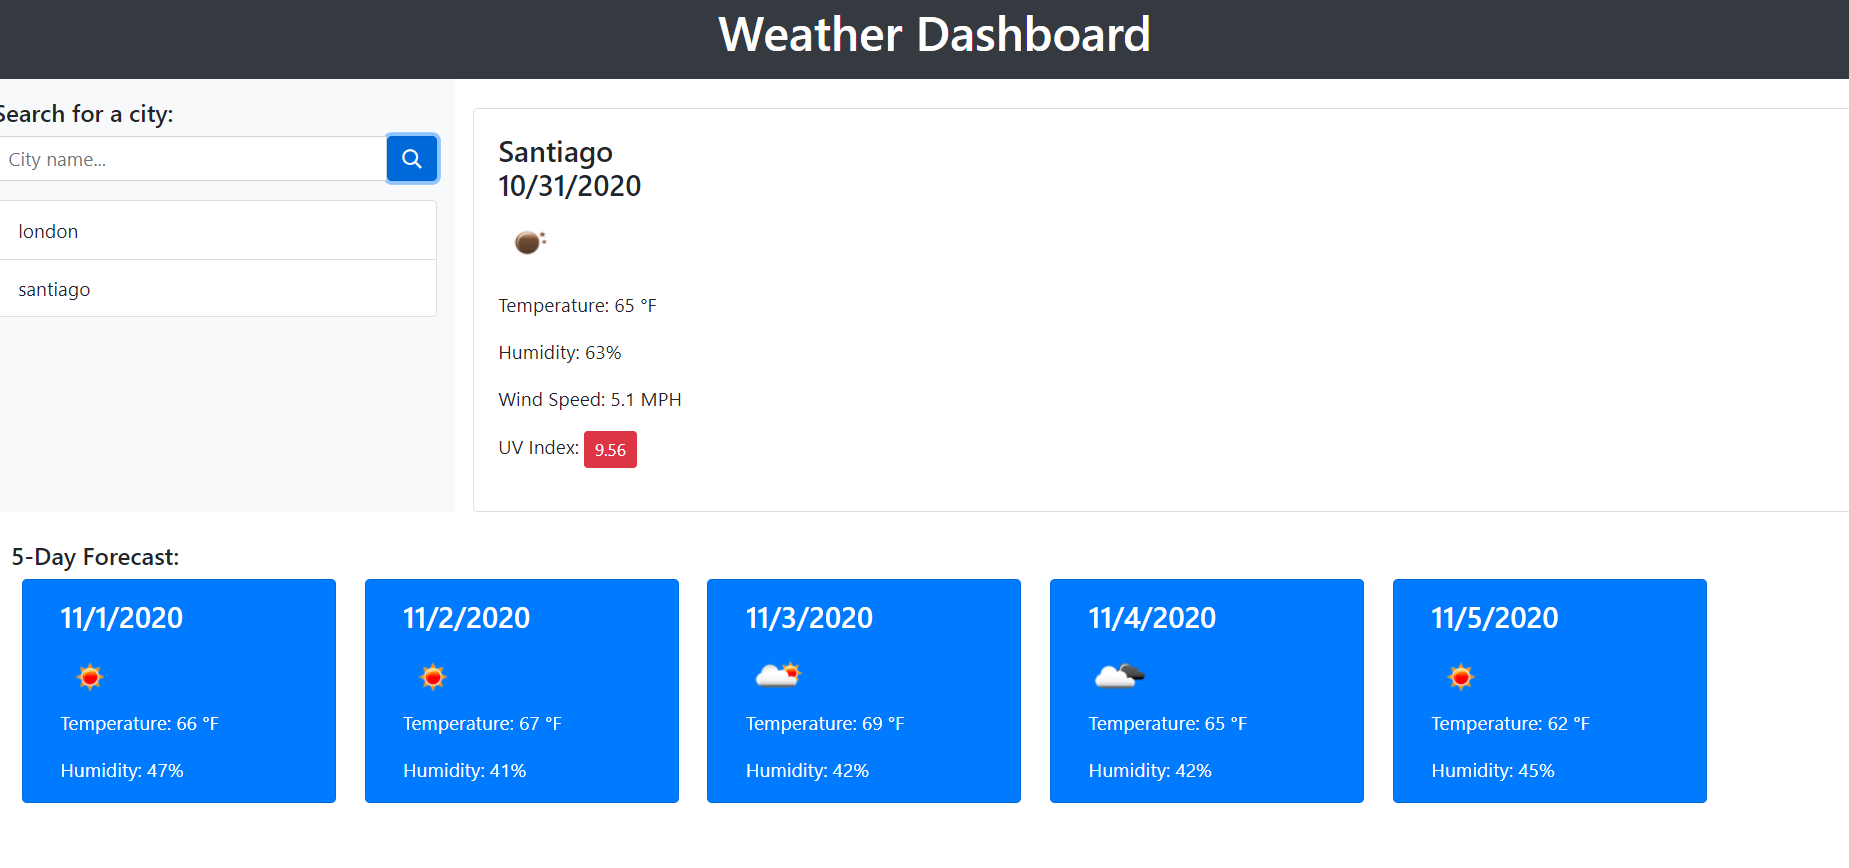 Weather Dashboard
Search for a city:
City name...
london
santiago
Santiago
10/31/2020
Temperature: 65 °F
Humidity: 63%
Wind Speed: 5.1 MPH
UV Index: 9.56
5-Day Forecast:
11/1/2020
Temperature: 66 °F
Humidity: 47%
11/2/2020
Temperature: 67 °F
Humidity: 41%
11/3/2020
Temperature: 69 °F
Humidity: 42%
11/4/2020
Temperature: 65 °F
Humidity: 42%
11/5/2020
Temperature: 62 °F
Humidity: 45%